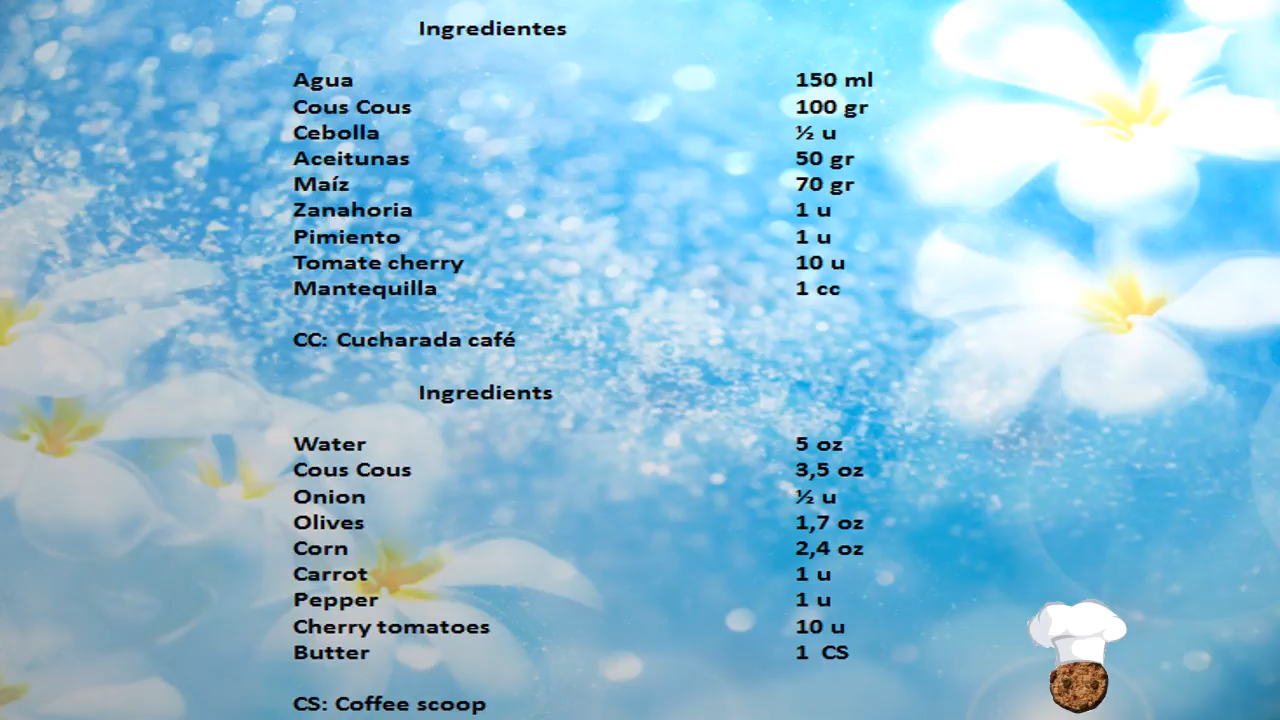 Ingredientes
Agua 150 ml
Cous Cous 100 gr
Cebolla ½ u
Aceitunas 50 gr
Maíz 70 gr
Zanahoria 1 u
Pimiento 1 u
Tomate cherry 10 u
Mantequilla 1 cc
CC: Cucharada café
Ingredients
Water 5 oz
Cous Cous 3,5 oz
Onion ½ u
Olives 1,7 oz
Corn 2,4 oz
Carrot 1 u
Pepper 1 u
Cherry tomatoes 10 u
Butter 1 CS
CS: Coffee scoop